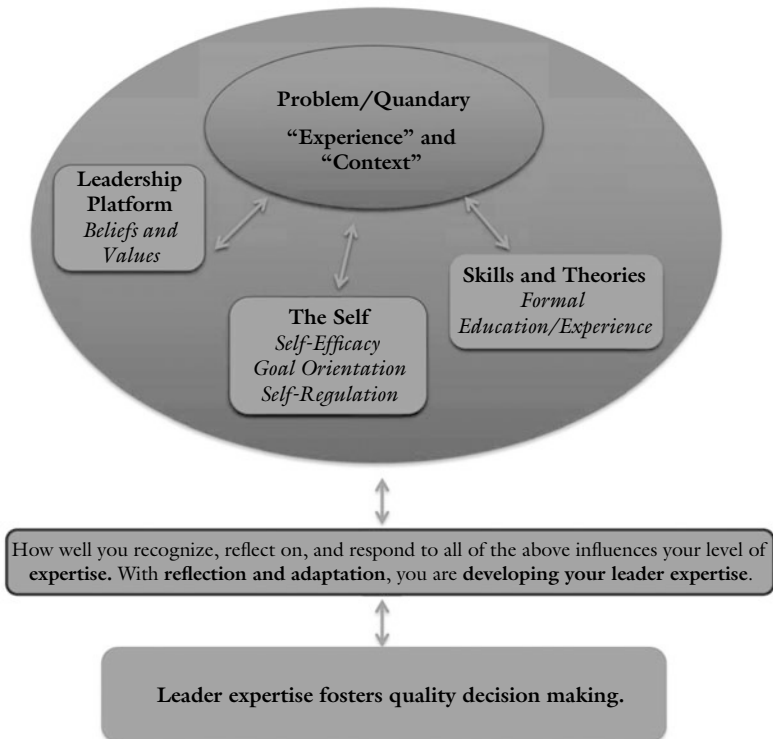 Problem/Quandary
“Experience” and
“Context”
Leadership
Platform
Beliefs and
Values
The Self
Self-Efficacy
Goal Orientation
Self-Regulation
Skills and Theories
Formal
Education/Experience
How well you recognize, reflect on, and respond to all of the above influences your level of
expertise. With reflection and adaptation, you are developing your leader expertise.
Leader expertise fosters quality decision making.